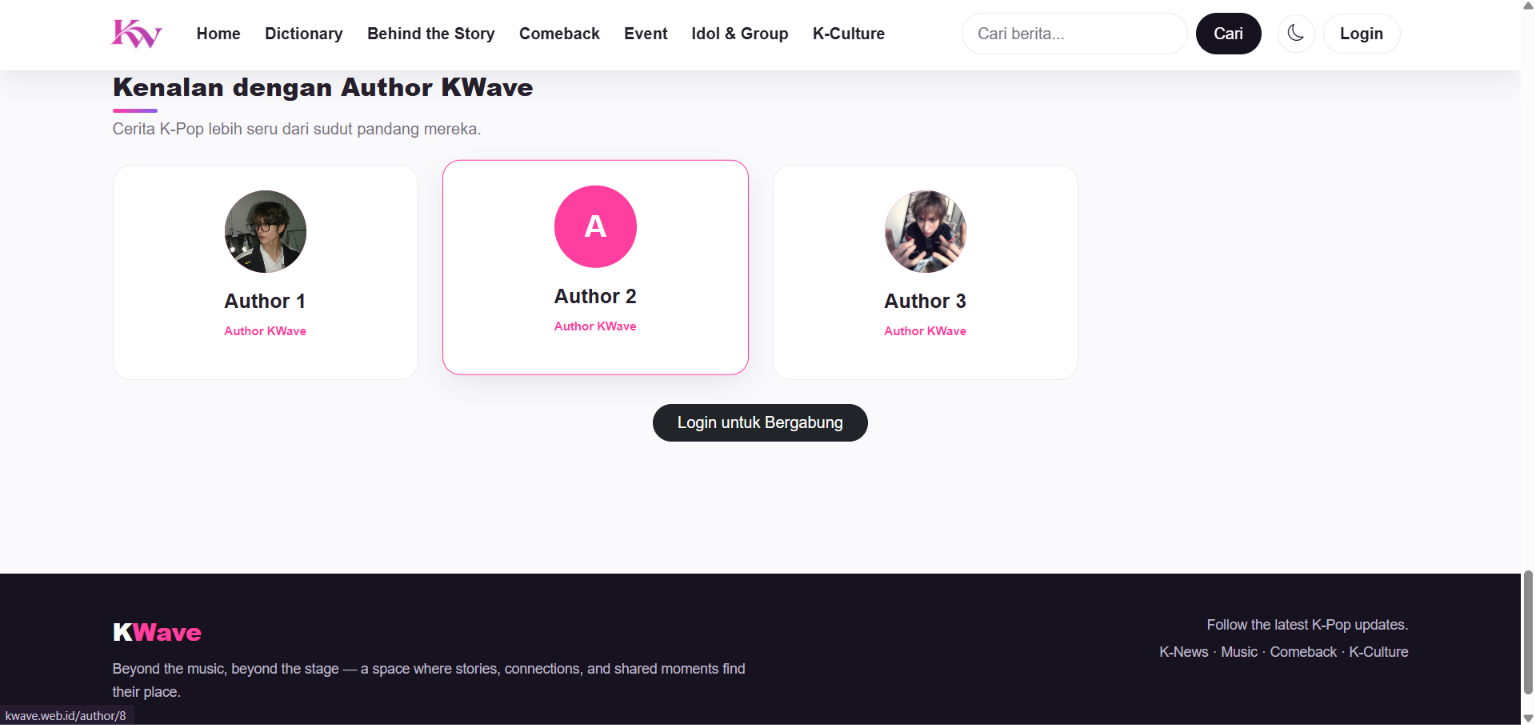 KW
Home Dictionary Behind the Story Comeback Event Idol & Group K-Culture Cari berita... Cari Login
Kenalan dengan Author KWave
Cerita K-Pop lebih seru dari sudut pandang mereka.
Author 1
Author KWave
A
Author 2
Author KWave
Author 3
Author KWave
Login untuk Bergabung
KWave
Beyond the music, beyond the stage — a space where stories, connections, and shared moments find
their place.
Follow the latest K-Pop updates.
K-News · Music · Comeback · K-Culture
kwave.web.id/author/8